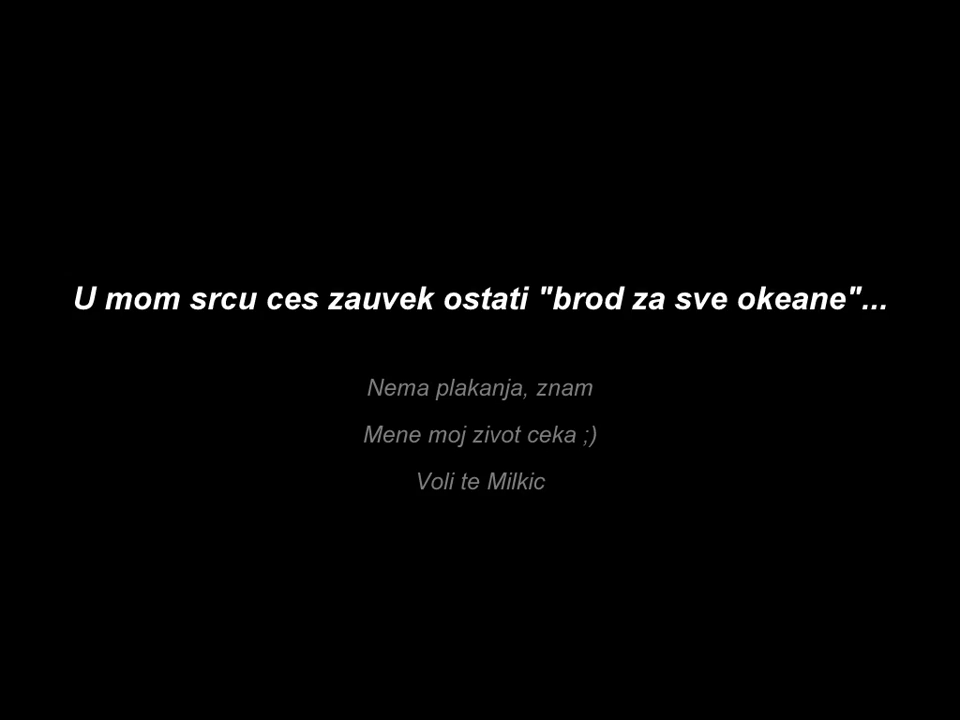 U mom srcu ces zauvek ostati "brod za sve okeane"...
Nema plakanja, znam
Mene moj zivot ceka ;)
Voli te Milkic